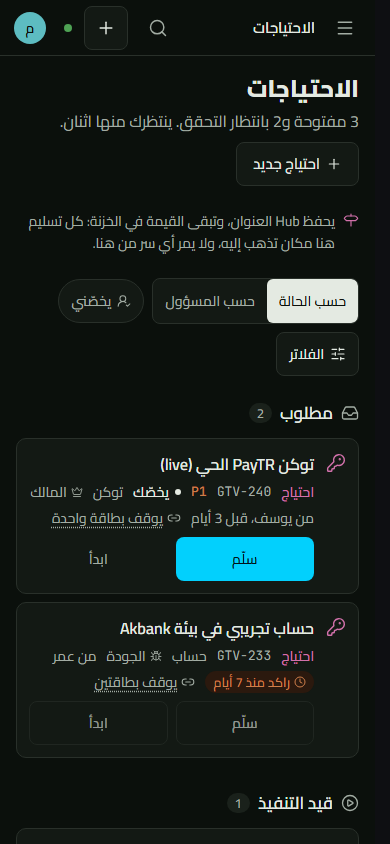 الاحتياجات
م
الاحتياجات
3 مفتوحة و2 بانتظار التحقق. ينتظرك منها اثنان.
احتياج جديد
يحفظ Hub العنوان، وتبقى القيمة في الخزنة: كل تسليم
هنا مكان تذهب إليه، ولا يمر أي سر من هنا.
حسب الحالة
حسب المسؤول
يخصّني
الفلاتر
مطلوب 2
توكن PayTR الحي (live)
احتياج GTV-240 P1 يخصّك توكن المالك
من يوسف، قبل 3 أيام يوقف بطاقة واحدة
سلّم
ابدأ
حساب تجريبي في بيئة Akbank
احتياج GTV-233 حساب الجودة من عمر
راكد منذ 7 أيام يوقف بطاقتين
سلّم
ابدأ
قيد التنفيذ 1